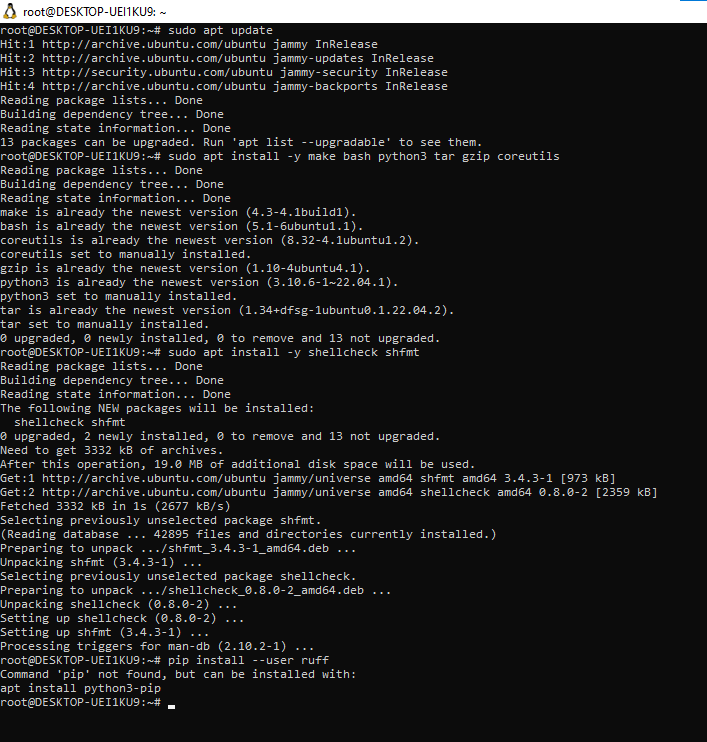 root@DESKTOP-UEI1KU9: ~
root@DESKTOP-UEI1KU9:~# sudo apt update
Hit:1 http://archive.ubuntu.com/ubuntu jammy InRelease
Hit:2 http://archive.ubuntu.com/ubuntu jammy-updates InRelease
Hit:3 http://security.ubuntu.com/ubuntu jammy-security InRelease
Hit:4 http://archive.ubuntu.com/ubuntu jammy-backports InRelease
Reading package lists... Done
Building dependency tree... Done
Reading state information... Done
13 packages can be upgraded. Run 'apt list --upgradable' to see them.
root@DESKTOP-UEI1KU9:~# sudo apt install -y make bash python3 tar gzip coreutils
Reading package lists... Done
Building dependency tree... Done
Reading state information... Done
make is already the newest version (4.3-4.1build1).
bash is already the newest version (5.1-6ubuntu1.1).
coreutils is already the newest version (8.32-4.1ubuntu1.2).
coreutils set to manually installed.
gzip is already the newest version (1.10-4ubuntu4.1).
python3 is already the newest version (3.10.6-1~22.04.1).
python3 set to manually installed.
tar is already the newest version (1.34+dfsg-1ubuntu0.1.22.04.2).
tar set to manually installed.
0 upgraded, 0 newly installed, 0 to remove and 13 not upgraded.
root@DESKTOP-UEI1KU9:~# sudo apt install -y shellcheck shfmt
Reading package lists... Done
Building dependency tree... Done
Reading state information... Done
The following NEW packages will be installed:
  shellcheck shfmt
0 upgraded, 2 newly installed, 0 to remove and 13 not upgraded.
Need to get 3332 kB of archives.
After this operation, 19.0 MB of additional disk space will be used.
Get:1 http://archive.ubuntu.com/ubuntu jammy/universe amd64 shfmt amd64 3.4.3-1 [973 kB]
Get:2 http://archive.ubuntu.com/ubuntu jammy/universe amd64 shellcheck amd64 0.8.0-2 [2359 kB]
Fetched 3332 kB in 1s (2677 kB/s)
Selecting previously unselected package shfmt.
(Reading database ... 42895 files and directories currently installed.)
Preparing to unpack .../shfmt_3.4.3-1_amd64.deb ...
Unpacking shfmt (3.4.3-1) ...
Selecting previously unselected package shellcheck.
Preparing to unpack .../shellcheck_0.8.0-2_amd64.deb ...
Unpacking shellcheck (0.8.0-2) ...
Setting up shellcheck (0.8.0-2) ...
Setting up shfmt (3.4.3-1) ...
Processing triggers for man-db (2.10.2-1) ...
root@DESKTOP-UEI1KU9:~# pip install --user ruff
Command 'pip' not found, but can be installed with:
apt install python3-pip
root@DESKTOP-UEI1KU9:~#